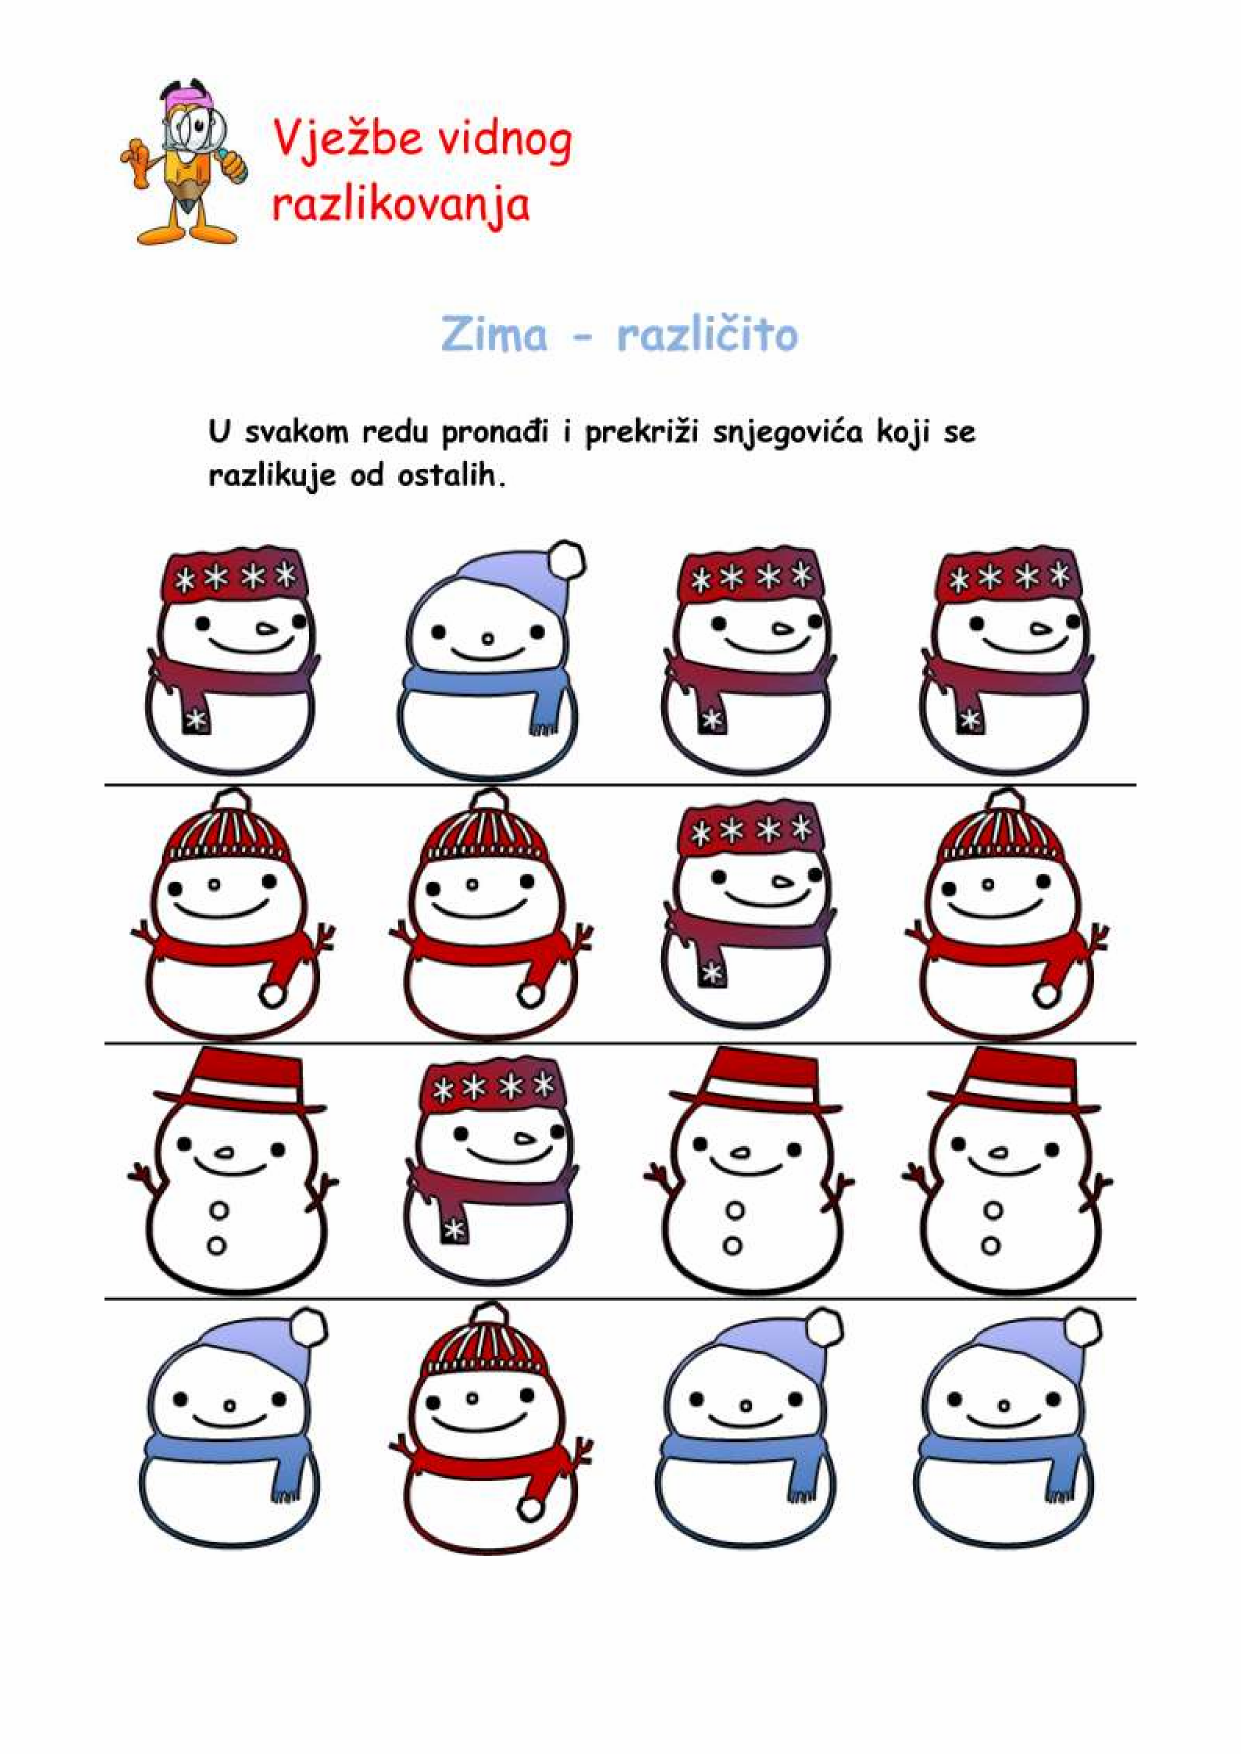 Vježbe vidnog
razlikovanja
Zima - različito
U svakom redu pronađi i prekriži snjegovića koji se
razlikuje od ostalih.